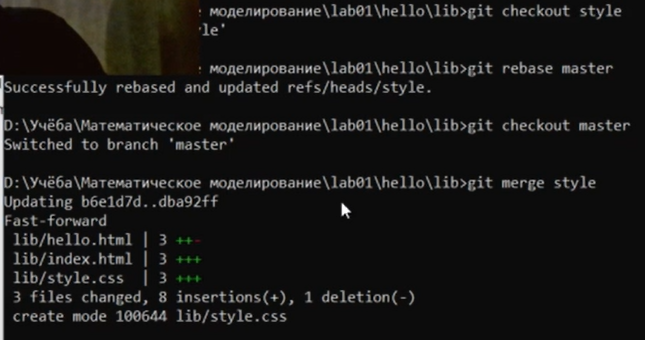 моделирование\lab01\hello\lib>git checkout style
le'
моделирование\lab01\hello\lib>git rebase master
Successfully rebased and updated refs/heads/style.
D:\Учёба\Математическое моделирование\lab01\hello\lib>git checkout master
Switched to branch 'master'
D:\Учёба\Математическое моделирование\lab01\hello\lib>git merge style
Updating b6e1d7d..dba92ff
Fast-forward
lib/hello.html | 3 ++-
lib/index.html | 3 +++
lib/style.css | 3 +++
3 files changed, 8 insertions(+), 1 deletion(-)
create mode 100644 lib/style.css